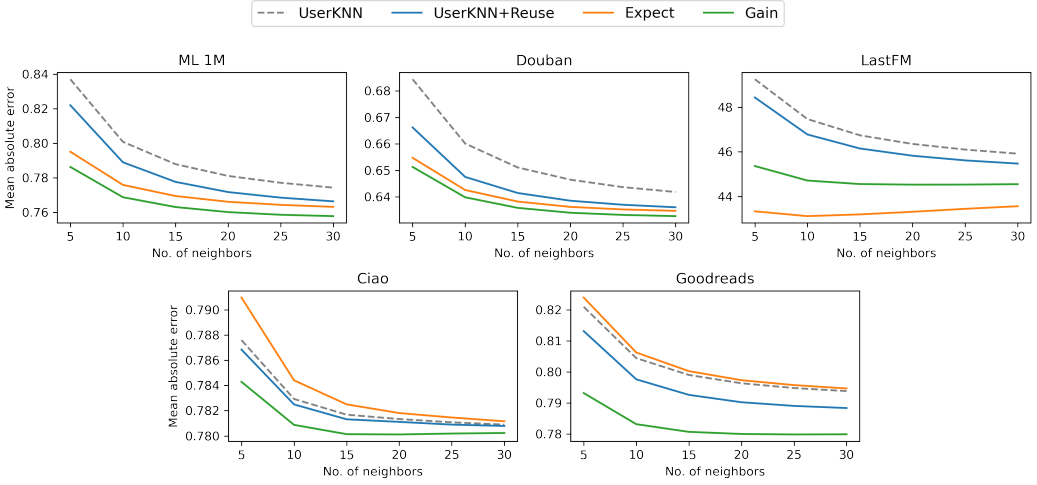 UserKNN UserKNN+Reuse Expect Gain
ML 1M Douban LastFM
Mean absolute error
0.84
0.82
0.80
0.78
0.76
5 10 15 20 25 30
No. of neighbors
0.68
0.67
0.66
0.65
0.64
5 10 15 20 25 30
No. of neighbors
48
46
44
5 10 15 20 25 30
No. of neighbors
Ciao Goodreads
Mean absolute error
0.790
0.788
0.786
0.784
0.782
0.780
5 10 15 20 25 30
No. of neighbors
0.82
0.81
0.80
0.79
0.78
5 10 15 20 25 30
No. of neighbors